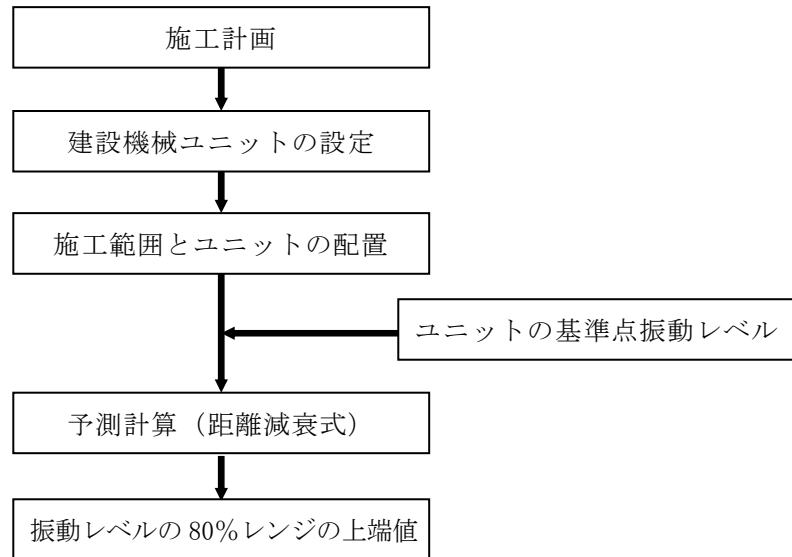 施工計画
建設機械ユニットの設定
施工範囲とユニットの配置
ユニットの基準点振動レベル
予測計算（距離減衰式）
振動レベルの 80%レンジの上端値